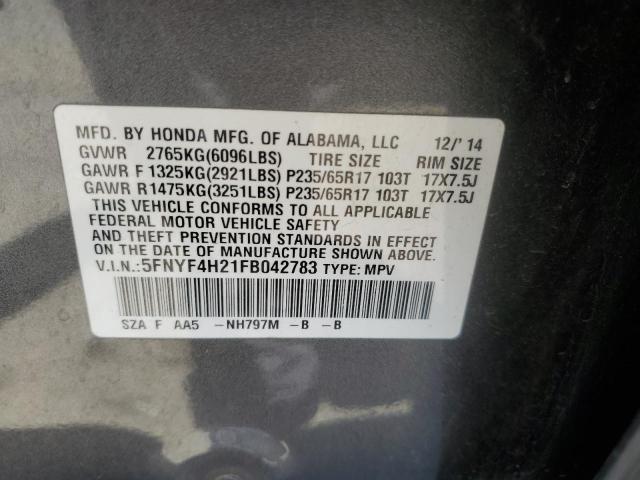 MFD. BY HONDA MFG. OF ALABAMA, LLC 12/' 14
GVWR 2765KG(6096LBS) TIRE SIZE RIM SIZE
GAWR F 1325KG(2921LBS) P235/65R17 103T 17X7.5J
GAWR R1475KG(3251LBS) P235/65R17 103T 17X7.5J
THIS VEHICLE CONFORMS TO ALL APPLICABLE
FEDERAL MOTOR VEHICLE SAFETY
AND THEFT PREVENTION STANDARDS IN EFFECT
ON THE DATE OF MANUFACTURE SHOWN ABOVE.
V.I.N.:5FNYF4H21FB042783 TYPE: MPV
SZA F AA5 -NH797M -B -B